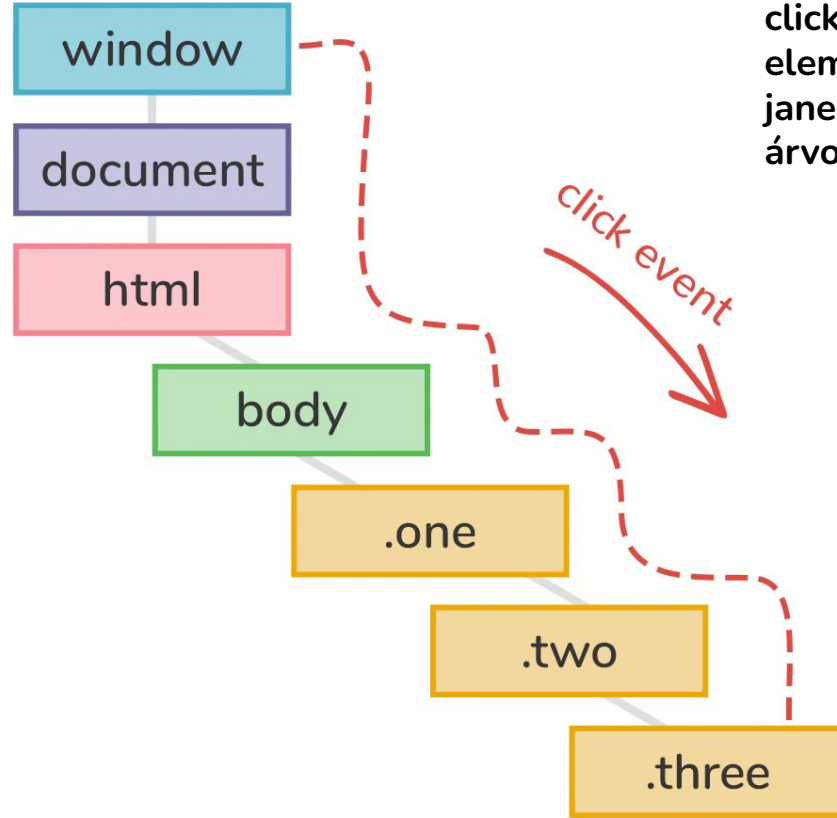 click
elem
jane
árvo
window
document
html
click event
body
.one
.two
.three